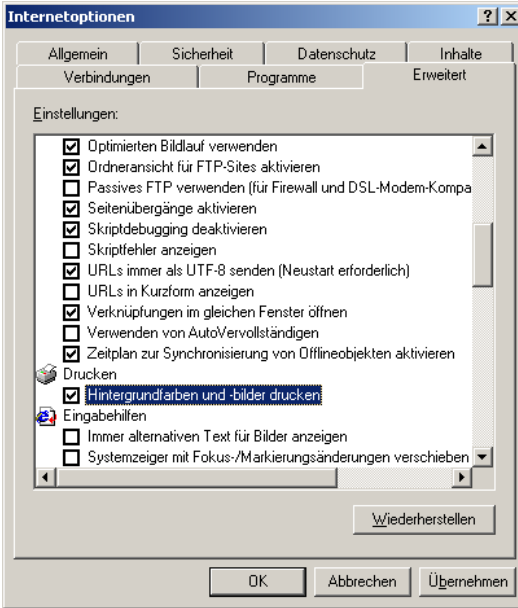 Internetoptionen
Allgemein Sicherheit Datenschutz Inhalte
Verbindungen Programme Erweitert
Einstellungen:
Optimierten Bildlauf verwenden
Ordneransicht für FTP-Sites aktivieren
Passives FTP verwenden (für Firewall und DSL-Modem-Kompa
Seitenübergänge aktivieren
Skriptdebugging deaktivieren
Skriptfehler anzeigen
URLs immer als UTF-8 senden (Neustart erforderlich)
URLs in Kurzform anzeigen
Verknüpfungen im gleichen Fenster öffnen
Verwenden von AutoVervollständigen
Zeitplan zur Synchronisierung von Offlineobjekten aktivieren
Drucken
Hintergrundfarben und -bilder drucken
Eingabehilfen
Immer alternativen Text für Bilder anzeigen
Systemzeiger mit Fokus-/Markierungsänderungen verschieben
Wiederherstellen
OK Abbrechen Übernehmen